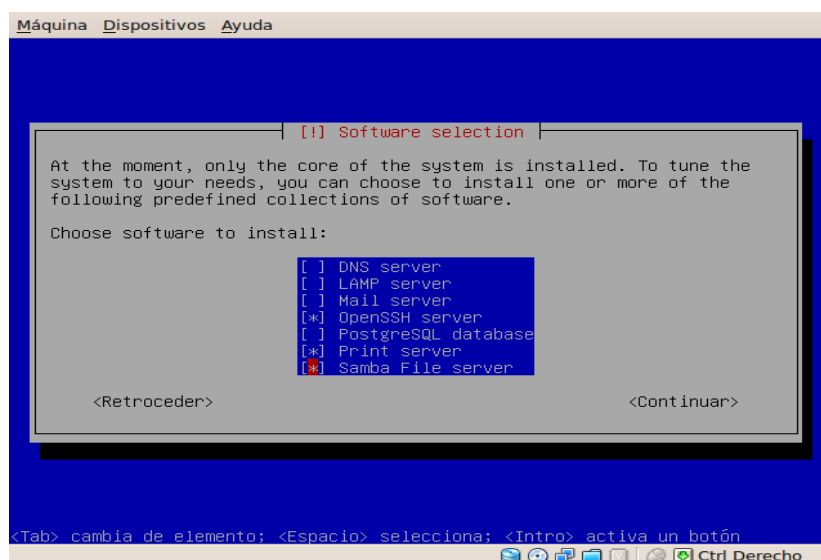 Máquina Dispositivos Ayuda
[!] Software selection
At the moment, only the core of the system is installed. To tune the
system to your needs, you can choose to install one or more of the
following predefined collections of software.
Choose software to install:
[ ] DNS server
[ ] LAMP server
[ ] Mail server
[*] OpenSSH server
[ ] PostgreSQL database
[*] Print server
[*] Samba File server
<Retroceder> <Continuar>
<Tab> cambia de elemento; <Espacio> selecciona; <Intro> activa un botón
Ctrl Derecho